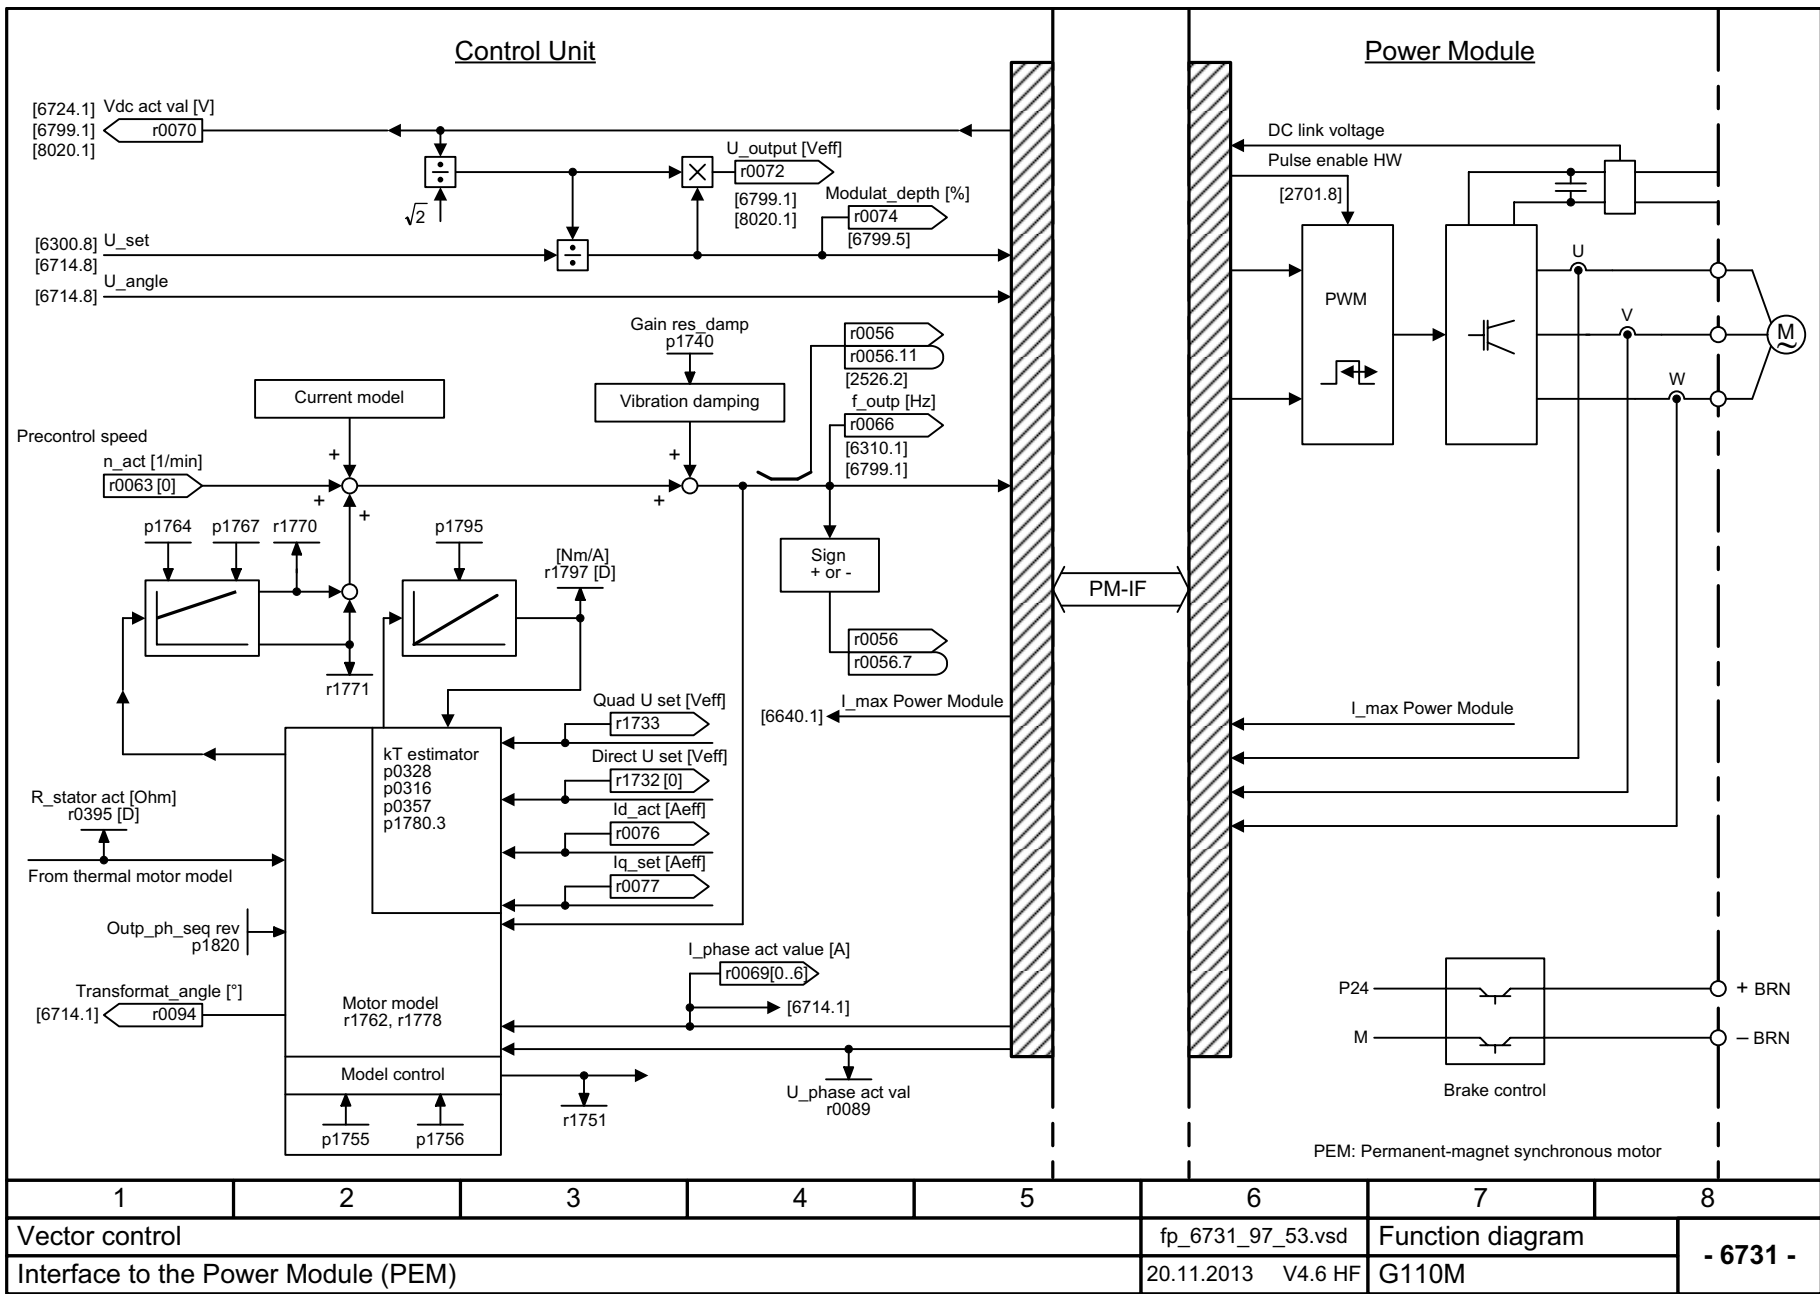 Control Unit
Power Module
[6724.1]
[6799.1]
[8020.1]
Vdc act val [V]
r0070
√2
U_output [Veff]
r0072
[6799.1]
[8020.1]
Modulat_depth [%]
r0074
[6799.5]
[6300.8]
[6714.8]
U_set
[6714.8]
U_angle
Gain res_damp
p1740
Vibration damping
r0056
r0056.11
[2526.2]
f_outp [Hz]
r0066
[6310.1]
[6799.1]
Current model
Precontrol speed
n_act [1/min]
r0063 [0]
+
+
+
+
+
p1764
p1767
r1770
p1795
[Nm/A]
r1797 [D]
Sign
+ or -
r0056
r0056.7
r1771
PM-IF
Quad U set [Veff]
r1733
Direct U set [Veff]
r1732 [0]
Id_act [Aeff]
r0076
Iq_set [Aeff]
r0077
[6640.1]
I_max Power Module
kT estimator
p0328
p0316
p0357
p1780.3
R_stator act [Ohm]
r0395 [D]
From thermal motor model
Outp_ph_seq rev
p1820
Transformat_angle [°]
[6714.1]
r0094
Motor model
r1762, r1778
Model control
p1755
p1756
r1751
I_phase act value [A]
r0069[0..6]
[6714.1]
U_phase act val
r0089
DC link voltage
Pulse enable HW
[2701.8]
PWM
U
V
W
M
~
I_max Power Module
P24
M
+ BRN
– BRN
Brake control
PEM: Permanent-magnet synchronous motor
1 2 3 4 5 6 7 8
Vector control
Interface to the Power Module (PEM)
fp_6731_97_53.vsd
20.11.2013 V4.6 HF
Function diagram
G110M
- 6731 -